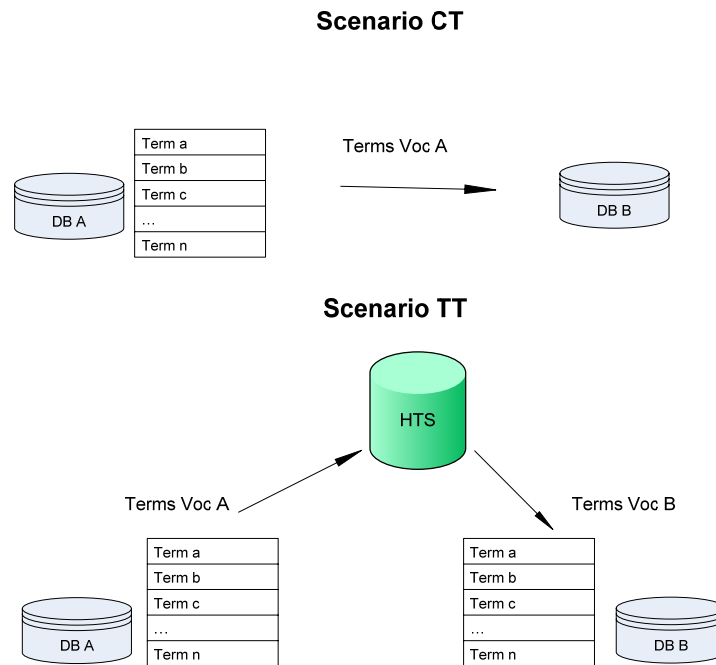 Scenario CT
Term a
Term b
Term c
...
Term n
Terms Voc A
DB A
DB B
Scenario TT
HTS
Terms Voc A
Terms Voc B
Term a
Term b
Term c
...
Term n
DB A
Term a
Term b
Term c
...
Term n
DB B